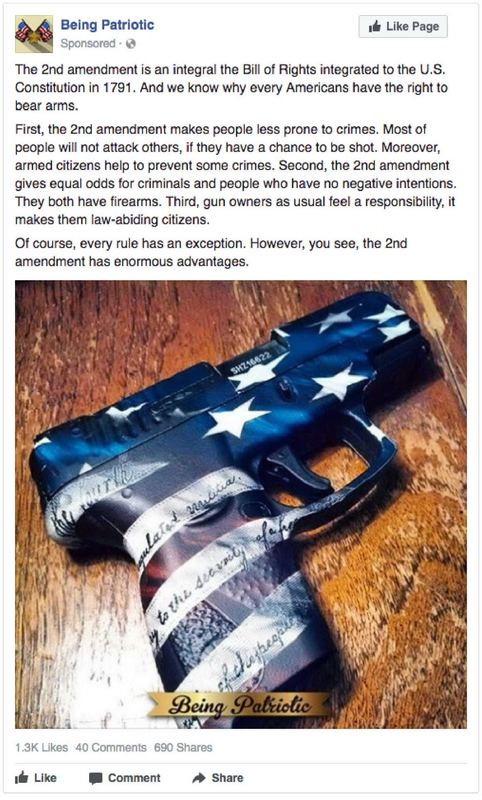 Being Patriotic
Like Page
Sponsored ·
The 2nd amendment is an integral the Bill of Rights integrated to the U.S.
Constitution in 1791. And we know why every Americans have the right to
bear arms.
First, the 2nd amendment makes people less prone to crimes. Most of
people will not attack others, if they have a chance to be shot. Moreover,
armed citizens help to prevent some crimes. Second, the 2nd amendment
gives equal odds for criminals and people who have no negative intentions.
They both have firearms. Third, gun owners as usual feel a responsibility, it
makes them law-abiding citizens.
Of course, every rule has an exception. However, you see, the 2nd
amendment has enormous advantages.
to the security of
Being Patriotic
1.3K Likes 40 Comments 690 Shares
Like Comment Share